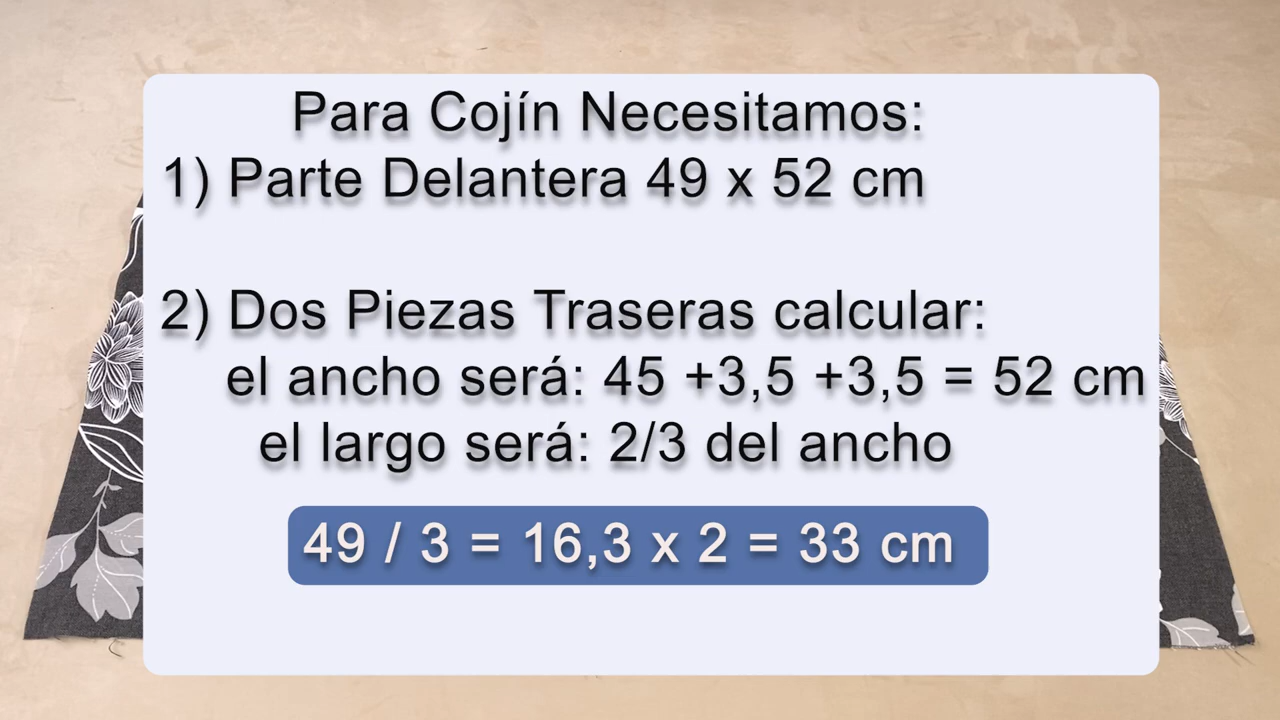 Para Cojín Necesitamos:
1) Parte Delantera 49 x 52 cm
2) Dos Piezas Traseras calcular:
el ancho será: 45 +3,5 +3,5 = 52 cm
el largo será: 2/3 del ancho
49 / 3 = 16,3 x 2 = 33 cm